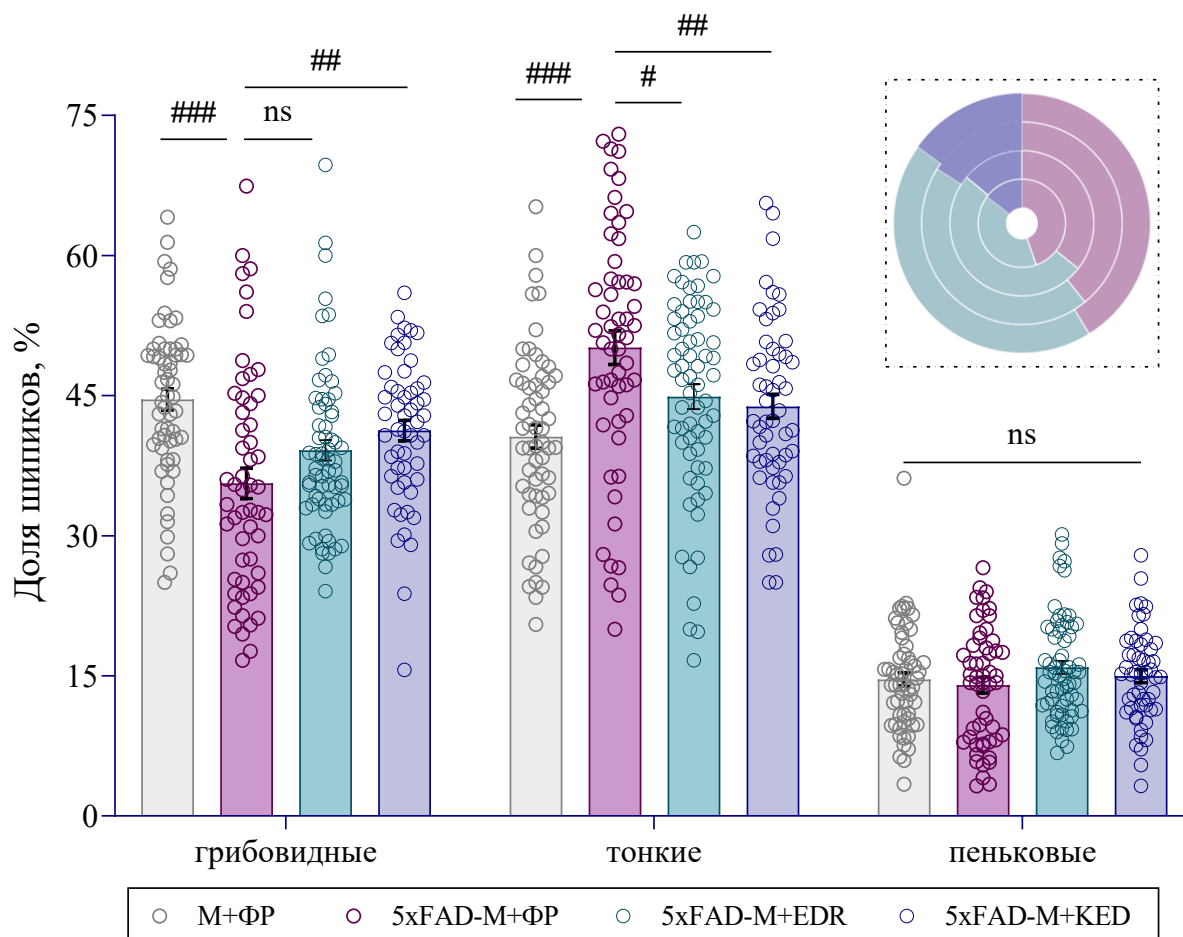 ##
##
###
#
###
ns
75
60
45
30
15
0
Доля шипиков, %
ns
грибовидные
тонкие
пеньковые
М+ФР
5xFAD-М+ФР
5xFAD-М+EDR
5xFAD-М+KED